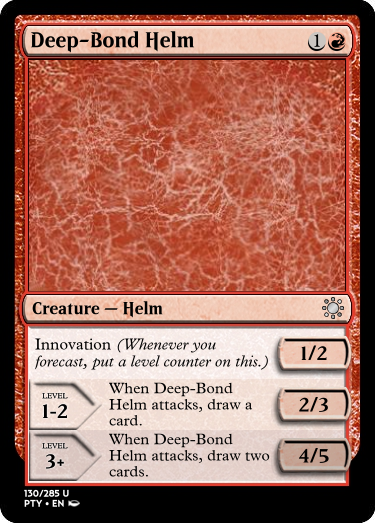 Deep-Bond Helm 1
Creature — Helm
Innovation (Whenever you
forecast, put a level counter on this.)
1/2
LEVEL
1-2
When Deep-Bond
Helm attacks, draw a
card.
2/3
LEVEL
3+
When Deep-Bond
Helm attacks, draw two
cards.
4/5
130/285 U
PTY • EN